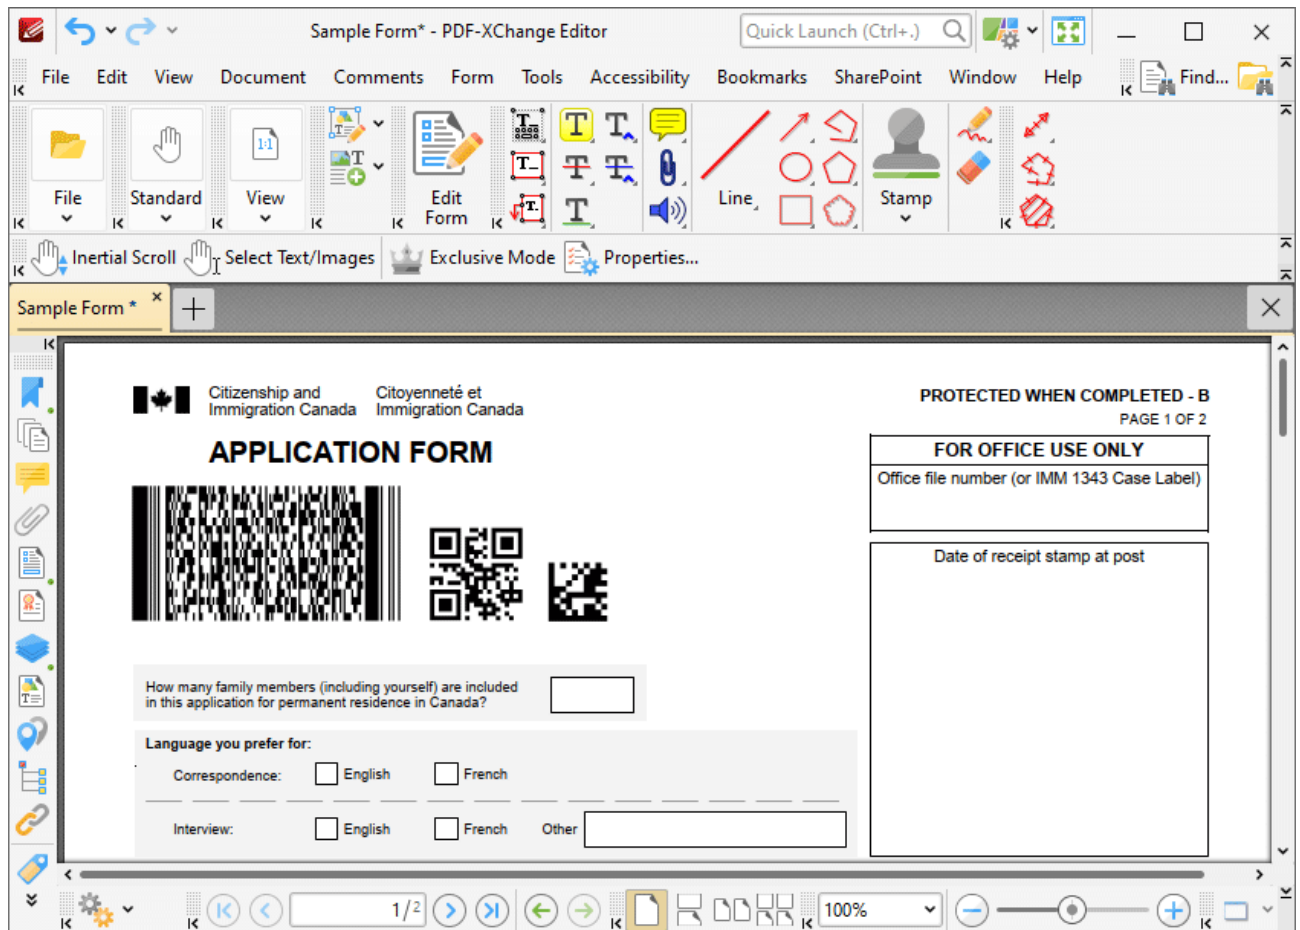 Sample Form* - PDF-XChange Editor
Quick Launch (Ctrl+.)
File Edit View Document Comments Form Tools Accessibility Bookmarks SharePoint Window Help Find...
File Standard View Edit Form Line Stamp
1:1
Inertial Scroll Select Text/Images Exclusive Mode Properties...
Sample Form *
Citizenship and
Immigration Canada
Citoyenneté et
Immigration Canada
PROTECTED WHEN COMPLETED - B
PAGE 1 OF 2
APPLICATION FORM
FOR OFFICE USE ONLY
Office file number (or IMM 1343 Case Label)
Date of receipt stamp at post
How many family members (including yourself) are included
in this application for permanent residence in Canada?
Language you prefer for:
Correspondence: English French
Interview: English French Other
1/2
100%